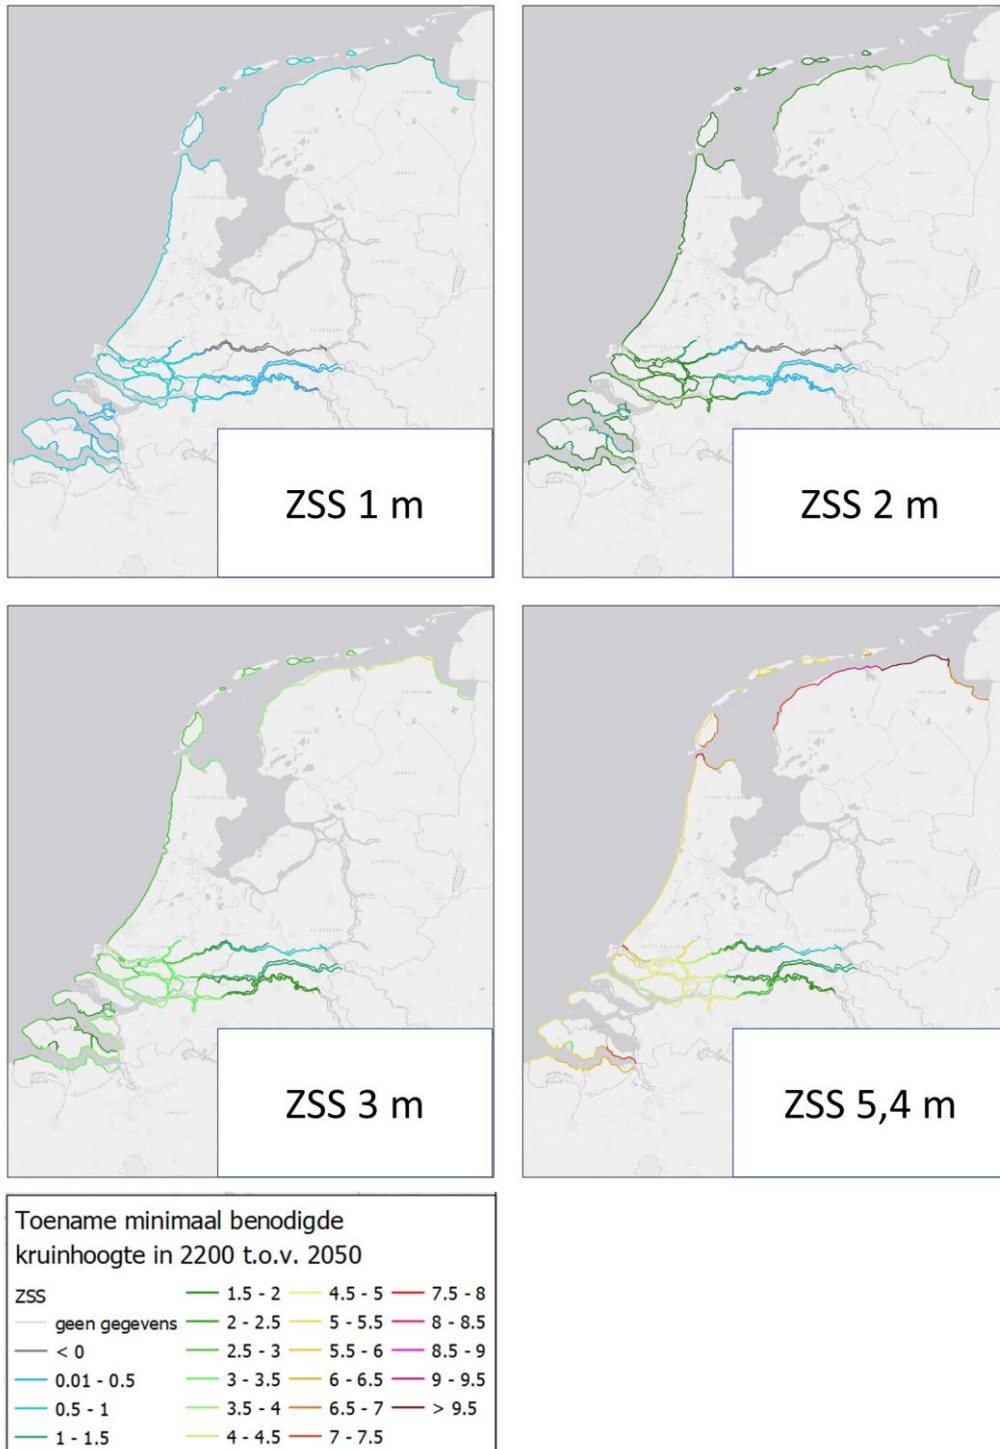 ZSS 1 m
ZSS 2 m
ZSS 3 m
ZSS 5,4 m
Toename minimaal benodigde
kruinhoogte in 2200 t.o.v. 2050
ZSS
geen gegevens
< 0
0.01 - 0.5
0.5 - 1
1 - 1.5
1.5 - 2
2 - 2.5
2.5 - 3
3 - 3.5
3.5 - 4
4 - 4.5
4.5 - 5
5 - 5.5
5.5 - 6
6 - 6.5
6.5 - 7
7 - 7.5
7.5 - 8
8 - 8.5
8.5 - 9
9 - 9.5
> 9.5